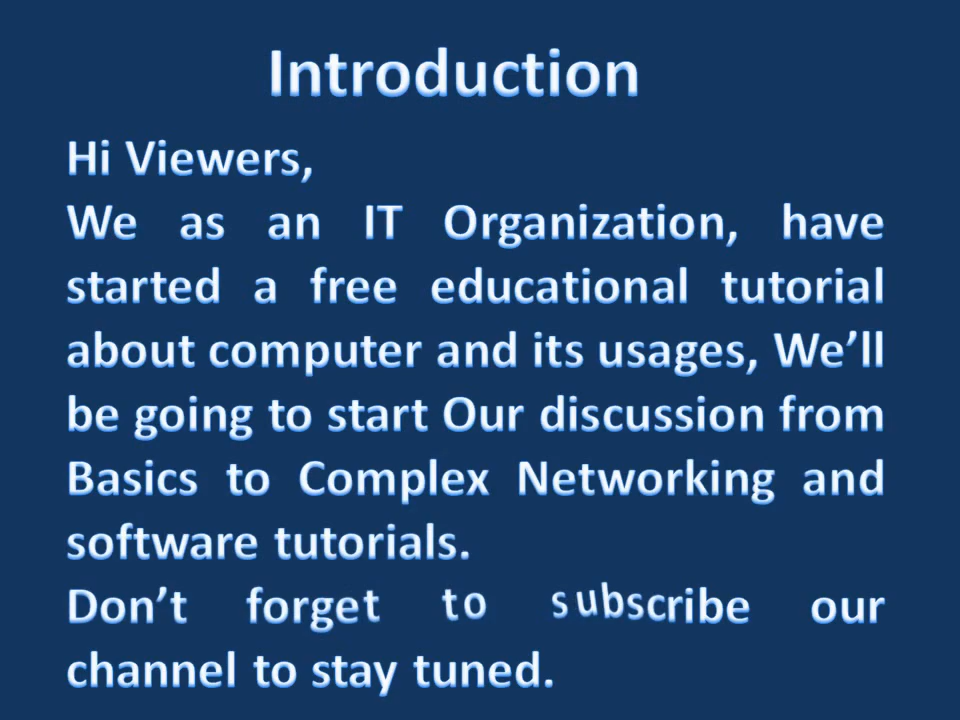 Introduction
Hi Viewers,
We as an IT Organization, have
started a free educational tutorial
about computer and its usages, We’ll
be going to start Our discussion from
Basics to Complex Networking and
software tutorials.
Don’t forget to subscribe our
channel to stay tuned.